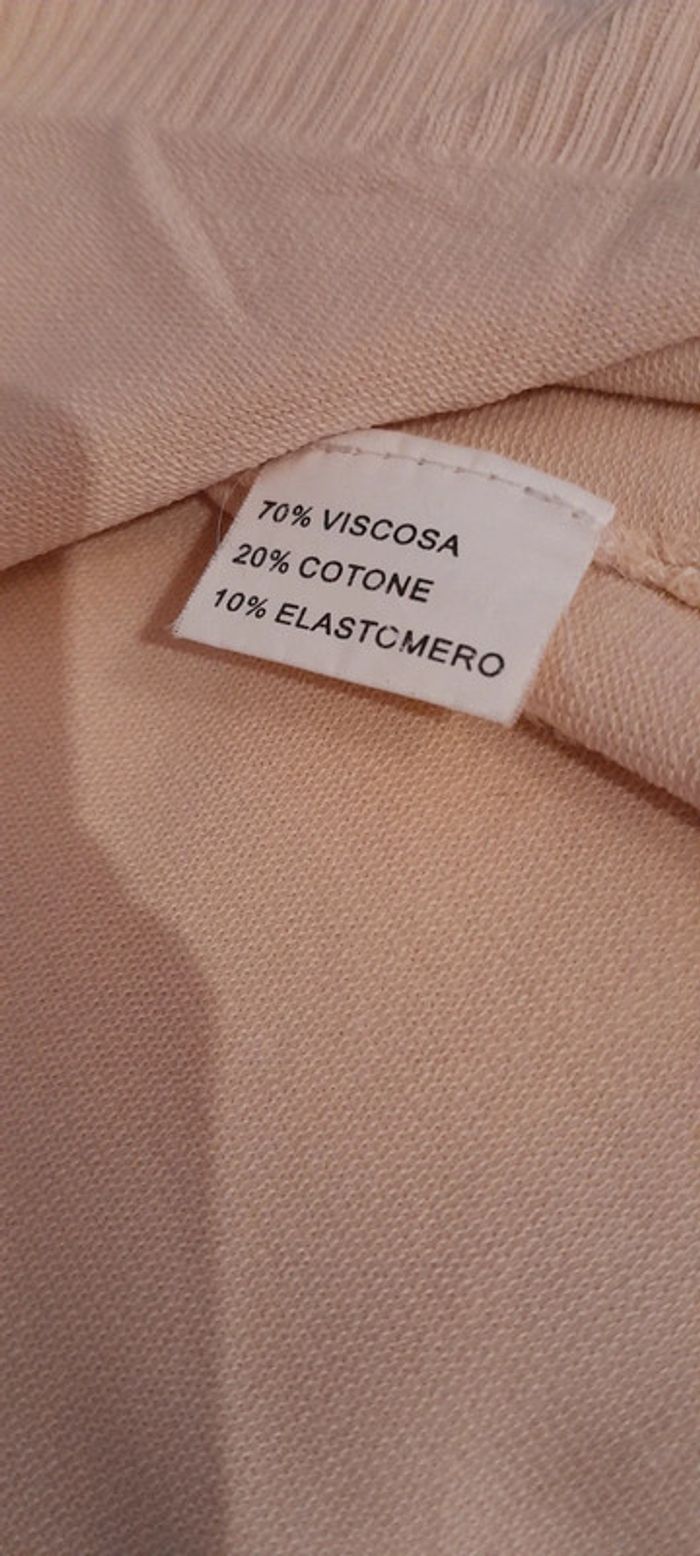 70% VISCOSA
20% COTONE
10% ELASTOMERO